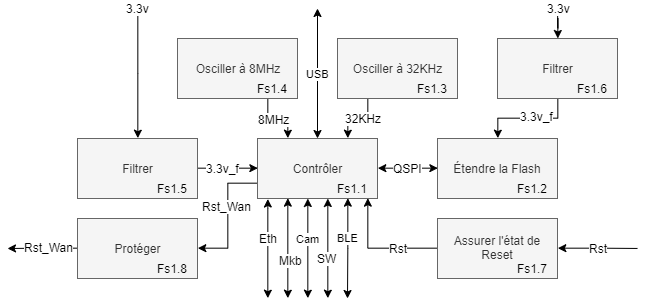 3.3v
3.3v
Osciller à 8MHz
Fs1.4
USB
Osciller à 32KHz
Fs1.3
Filtrer
Fs1.6
8MHz
32KHz
3.3v_f
Filtrer
Fs1.5
3.3v_f
Contrôler
Fs1.1
QSPI
Étendre la Flash
Fs1.2
Rst_Wan
Rst_Wan
Protéger
Fs1.8
Eth
Mkb
Cam
SW
BLE
Rst
Assurer l'état de
Reset
Fs1.7
Rst